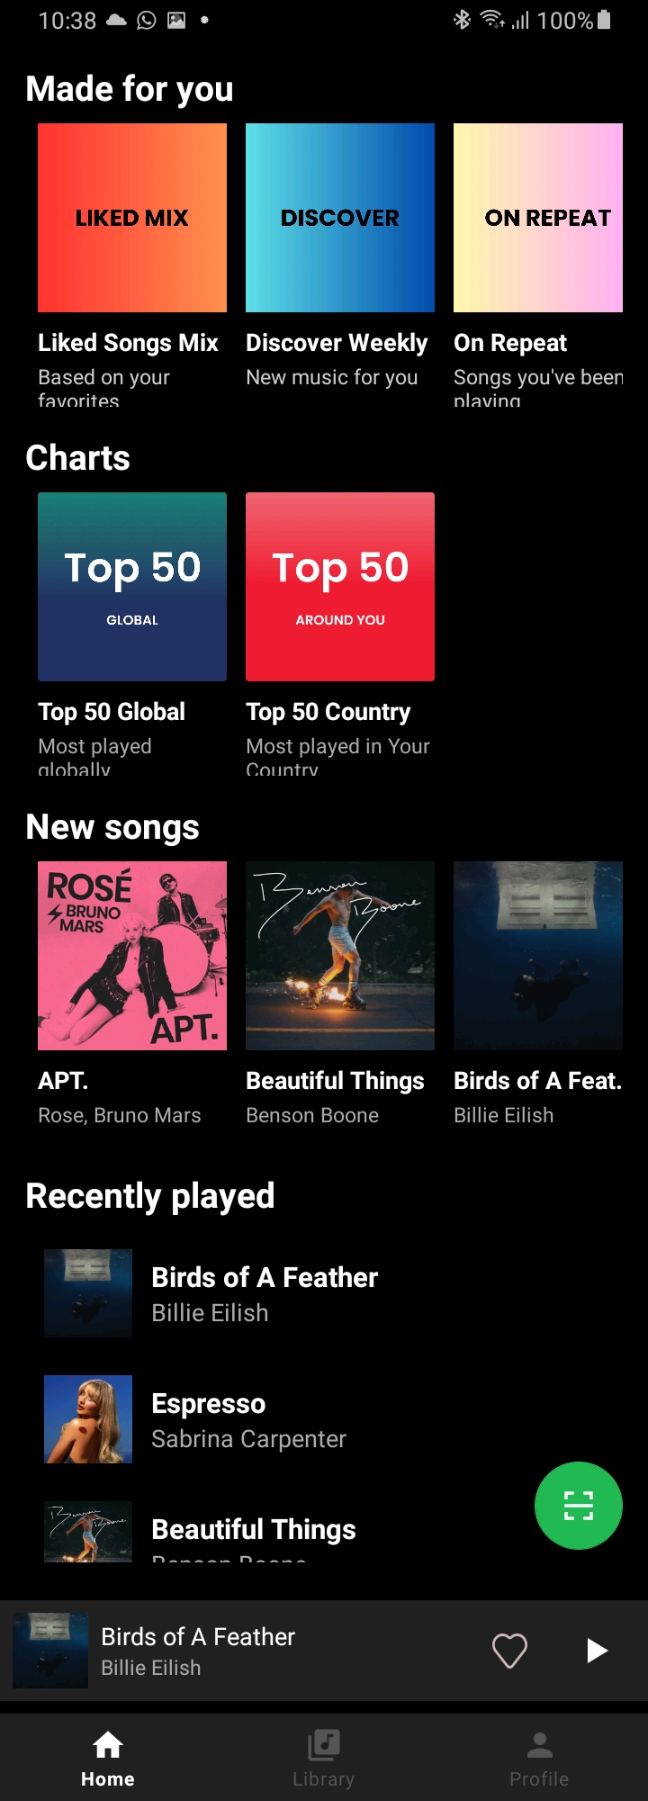 10:38
100%
Made for you
LIKED MIX
DISCOVER
ON REPEAT
Liked Songs Mix
Based on your
favorites
Discover Weekly
New music for you
On Repeat
Songs you've been
playing
Charts
Top 50
GLOBAL
Top 50
AROUND YOU
Top 50 Global
Most played
globally
Top 50 Country
Most played in Your
Country
New songs
ROSÉ
BRUNO
MARS
APT.
Benson
Boone
APT.
Rose, Bruno Mars
Beautiful Things
Benson Boone
Birds of A Feat.
Billie Eilish
Recently played
Birds of A Feather
Billie Eilish
Espresso
Sabrina Carpenter
Beautiful Things
Benson Boone
Birds of A Feather
Billie Eilish
Home
Library
Profile